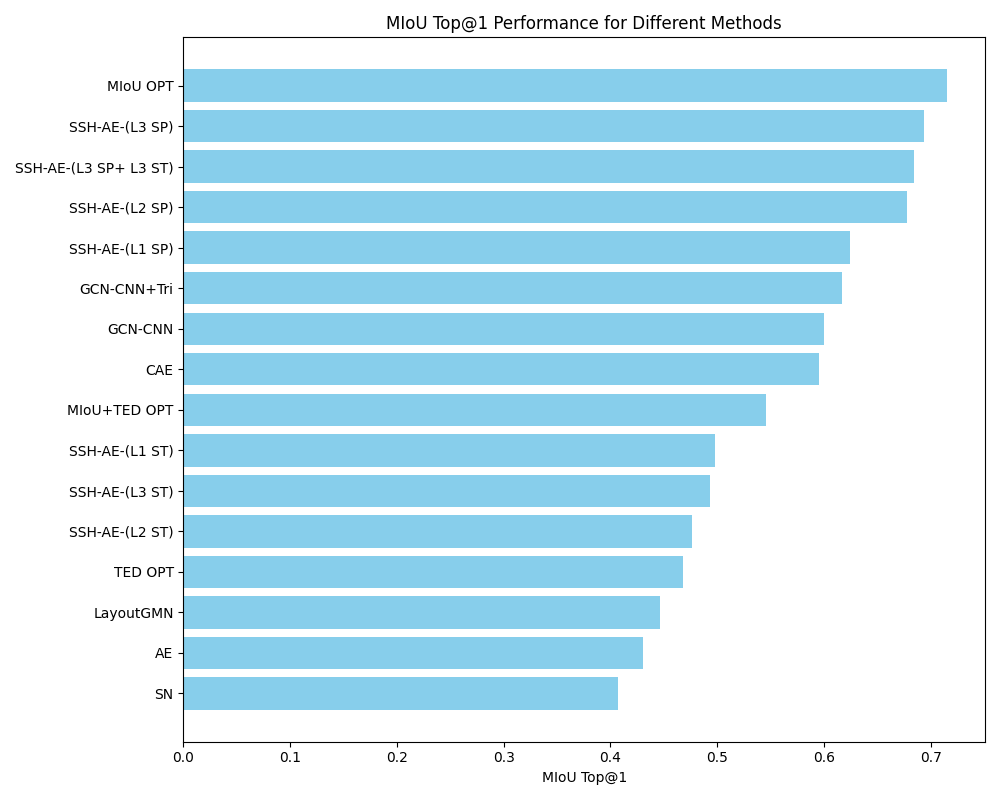 MIoU Top@1 Performance for Different Methods
MIoU OPT
SSH-AE-(L3 SP)
SSH-AE-(L3 SP+ L3 ST)
SSH-AE-(L2 SP)
SSH-AE-(L1 SP)
GCN-CNN+Tri
GCN-CNN
CAE
MIoU+TED OPT
SSH-AE-(L1 ST)
SSH-AE-(L3 ST)
SSH-AE-(L2 ST)
TED OPT
LayoutGMN
AE
SN
0.0 0.1 0.2 0.3 0.4 0.5 0.6 0.7
MIoU Top@1